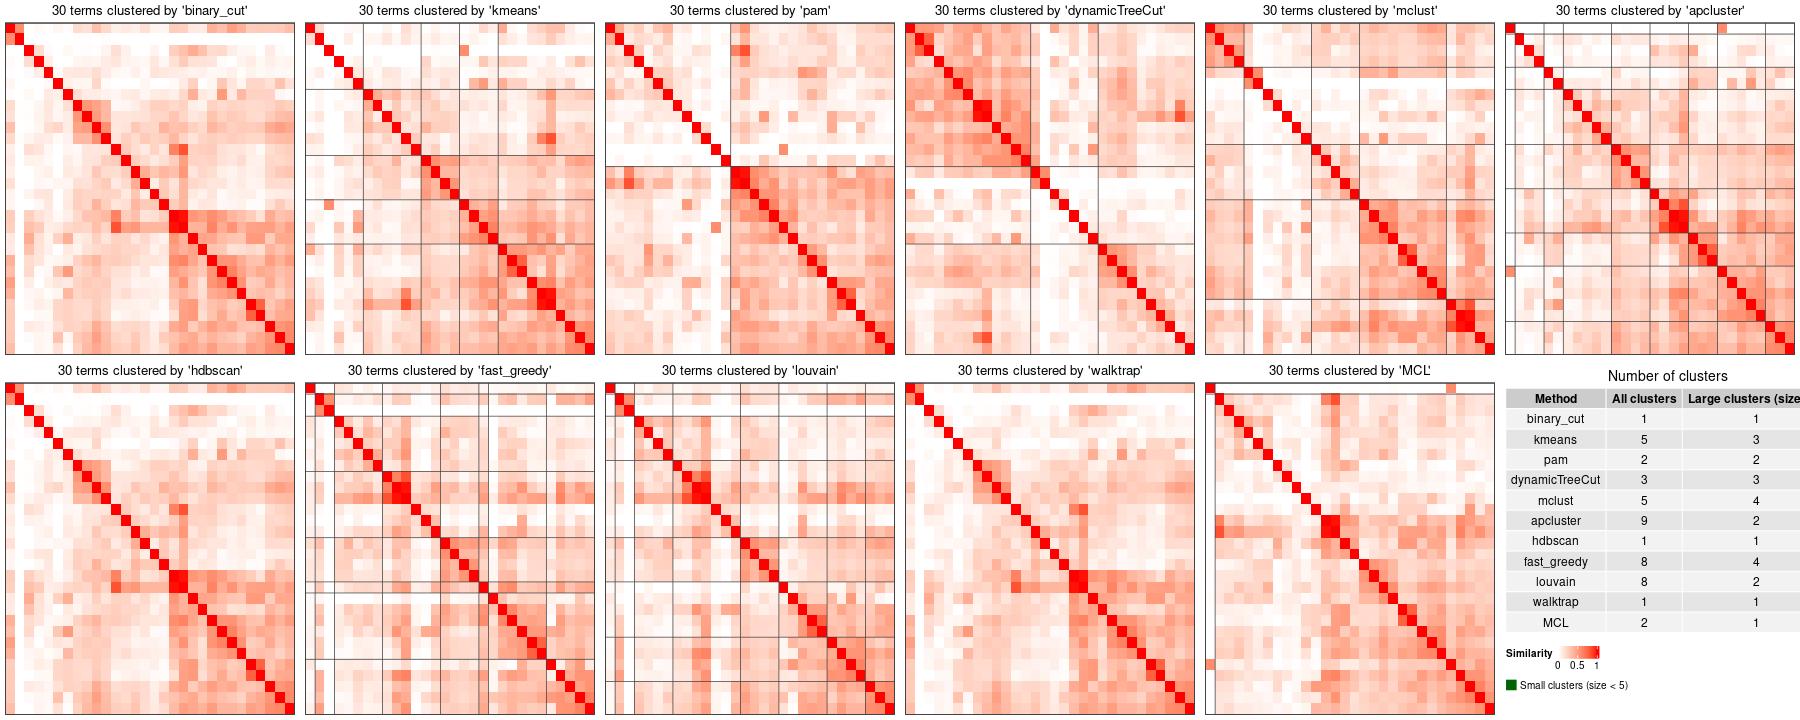 30 terms clustered by 'binary_cut'
30 terms clustered by 'kmeans'
30 terms clustered by 'pam'
30 terms clustered by 'dynamicTreeCut'
30 terms clustered by 'mclust'
30 terms clustered by 'apcluster'
30 terms clustered by 'hdbscan'
30 terms clustered by 'fast_greedy'
30 terms clustered by 'louvain'
30 terms clustered by 'walktrap'
30 terms clustered by 'MCL'
Number of clusters
Method All clusters Large clusters (size
binary_cut 1 1
kmeans 5 3
pam 2 2
dynamicTreeCut 3 3
mclust 5 4
apcluster 9 2
hdbscan 1 1
fast_greedy 8 4
louvain 8 2
walktrap 1 1
MCL 2 1
Similarity
0 0.5 1
Small clusters (size < 5)